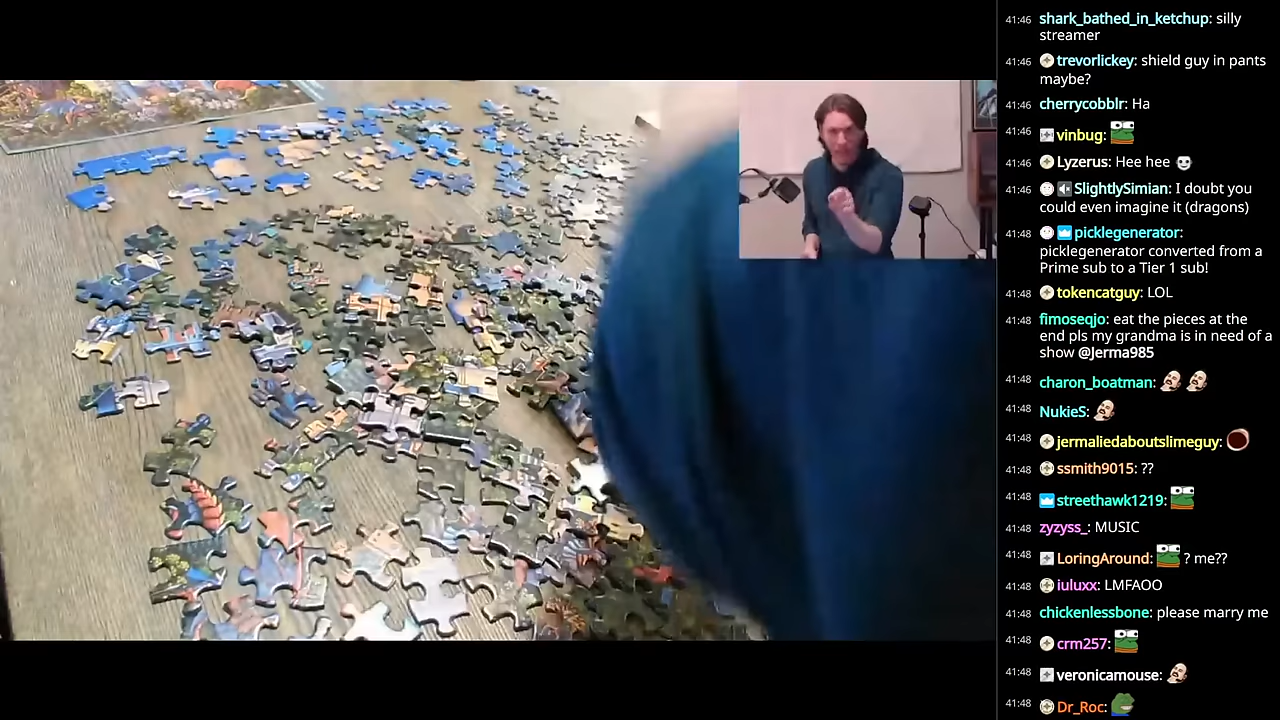 41:46 shark_bathed_in_ketchup: silly
streamer
41:46 trevorlickey: shield guy in pants
maybe?
41:46 cherrycobblr: Ha
41:46 vinbug:
41:46 Lyzerus: Hee hee
41:46 SlightlySimian: I doubt you
could even imagine it (dragons)
41:48 picklegenerator:
picklegenerator converted from a
Prime sub to a Tier 1 sub!
41:48 tokencatguy: LOL
41:48 fimoseqjo: eat the pieces at the
end pls my grandma is in need of a
show @Jerma985
41:48 charon_boatman:
41:48 NukieS:
41:48 jermaliedaboutslimeguy:
41:48 ssmith9015: ??
41:48 streethawk1219:
41:48 zyzyss_: MUSIC
41:48 LoringAround: ? me??
41:48 iuluxx: LMFAOO
41:48 chickenlessbone: please marry me
41:48 crm257:
41:48 veronicamouse:
41:48 Dr_Roc: